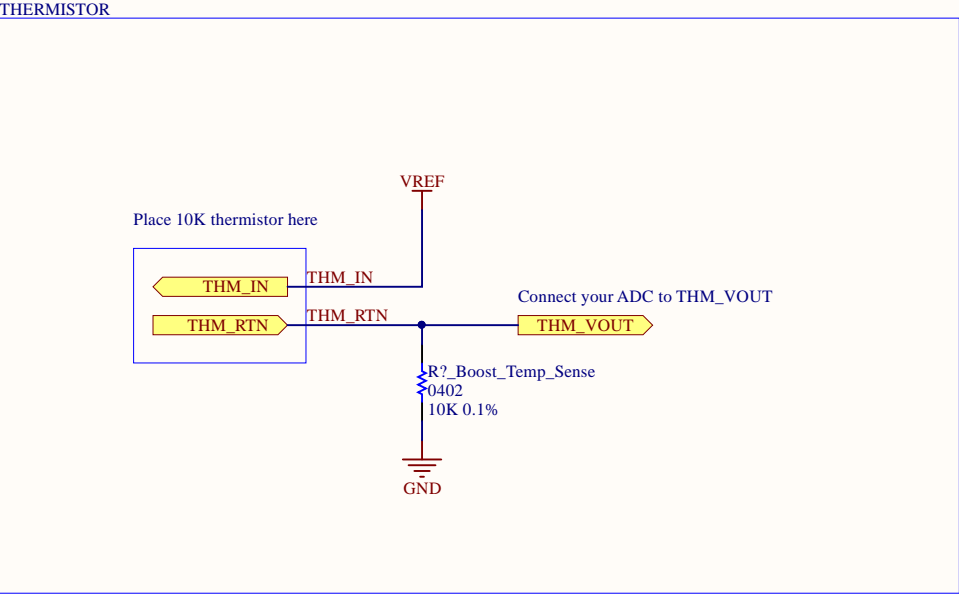 THERMISTOR
VREF
Place 10K thermistor here
THM_IN
THM_IN
Connect your ADC to THM_VOUT
THM_RTN
THM_RTN
THM_VOUT
R?_Boost_Temp_Sense
0402
10K 0.1%
GND